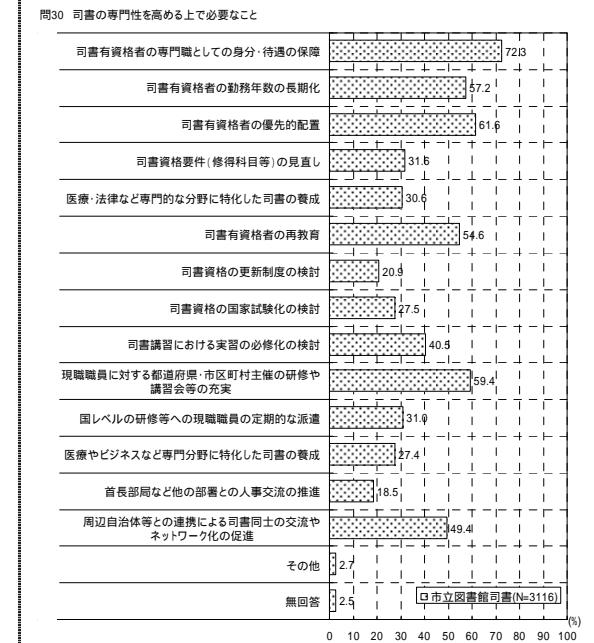 問30 司書の専門性を高める上で必要なこと
司書有資格者の専門職としての身分・待遇の保障
72.3
司書有資格者の勤務年数の長期化
57.2
司書有資格者の優先的配置
61.6
司書資格要件(修得科目等)の見直し
31.6
医療・法律など専門的な分野に特化した司書の養成
30.6
司書有資格者の再教育
54.6
司書資格の更新制度の検討
20.9
司書資格の国家試験化の検討
27.5
司書講習における実習の必修化の検討
40.5
現職職員に対する都道府県・市区町村主催の研修や
講習会等の充実
59.4
国レベルの研修等への現職職員の定期的な派遣
31.0
医療やビジネスなど専門分野に特化した司書の養成
27.4
首長部局など他の部署との人事交流の推進
18.5
周辺自治体等との連携による司書同士の交流や
ネットワーク化の促進
49.4
その他
2.7
無回答
2.5
市立図書館司書(N=3116)
(%)
0 10 20 30 40 50 60 70 80 90 100